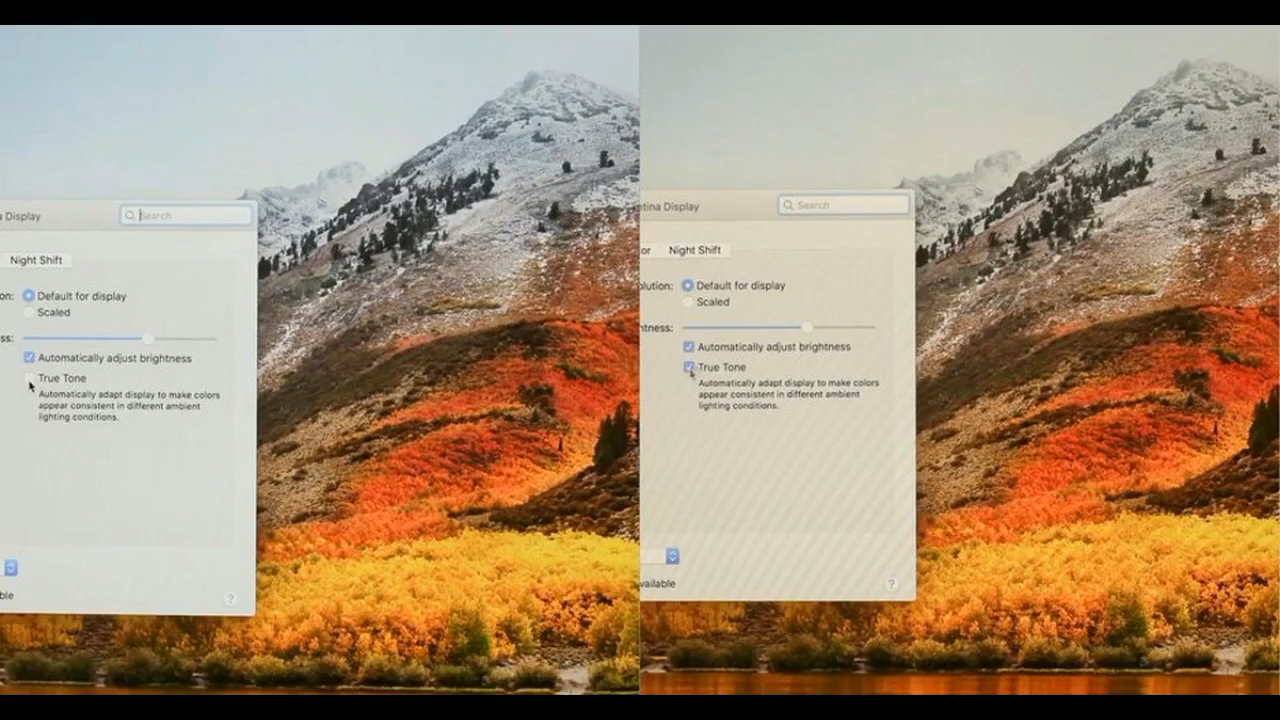 Display
Search
Night Shift
on:
Default for display
Scaled
ss:
Automatically adjust brightness
True Tone
Automatically adapt display to make colors
appear consistent in different ambient
lighting conditions.
ble
?
tina Display
Search
or
Night Shift
lution:
Default for display
Scaled
ntness:
Automatically adjust brightness
True Tone
Automatically adapt display to make colors
appear consistent in different ambient
lighting conditions.
vailable
?